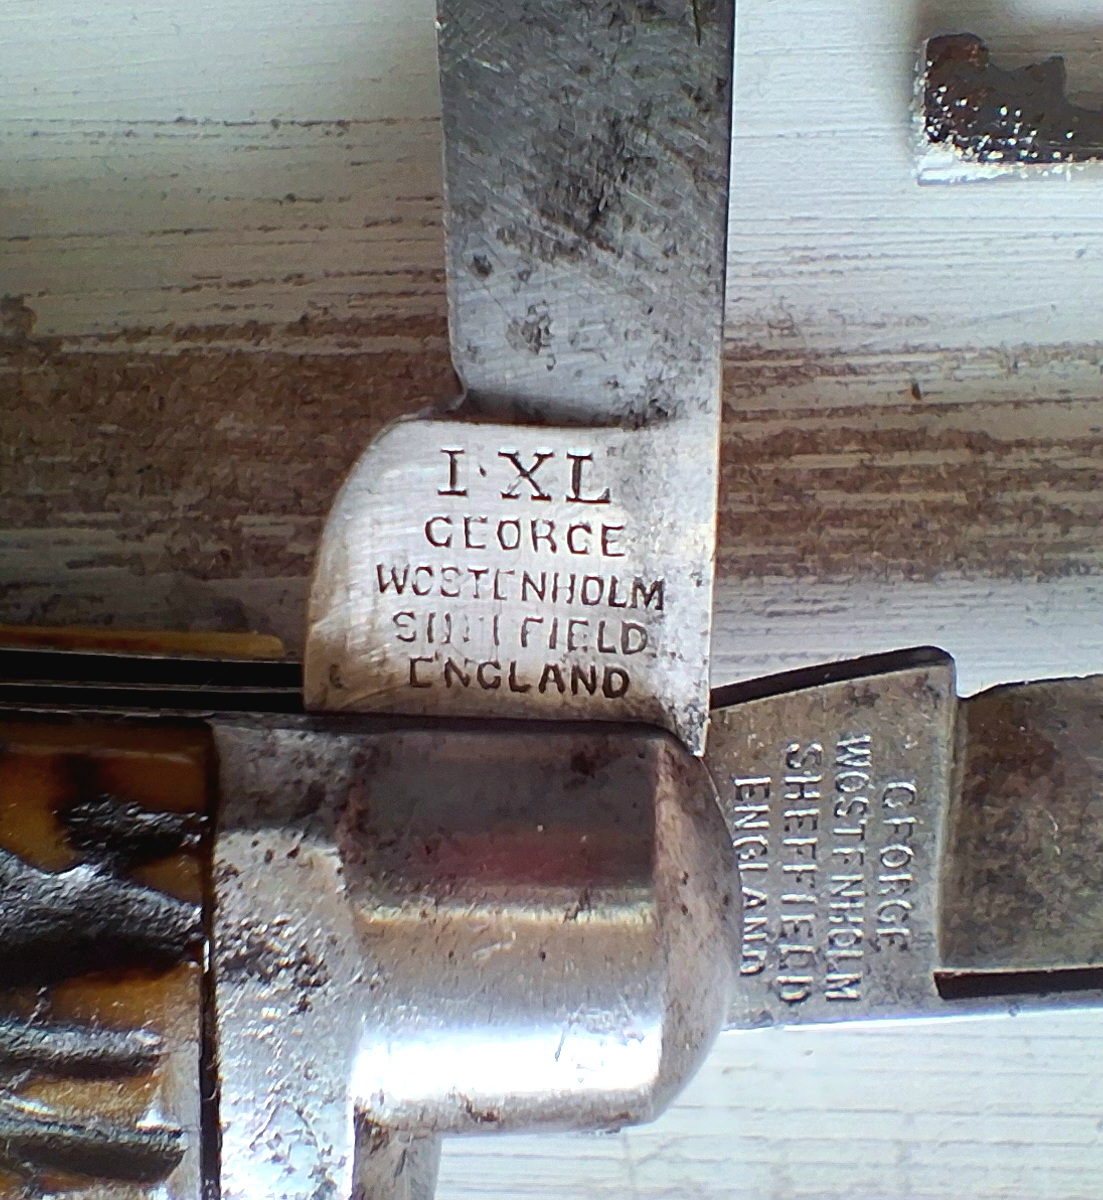 I·XL
GEORGE
WOSTENHOLM
SHEFFIELD
ENGLAND
GEORGE
WOSTENHOLM
SHEFFIELD
ENGLAND